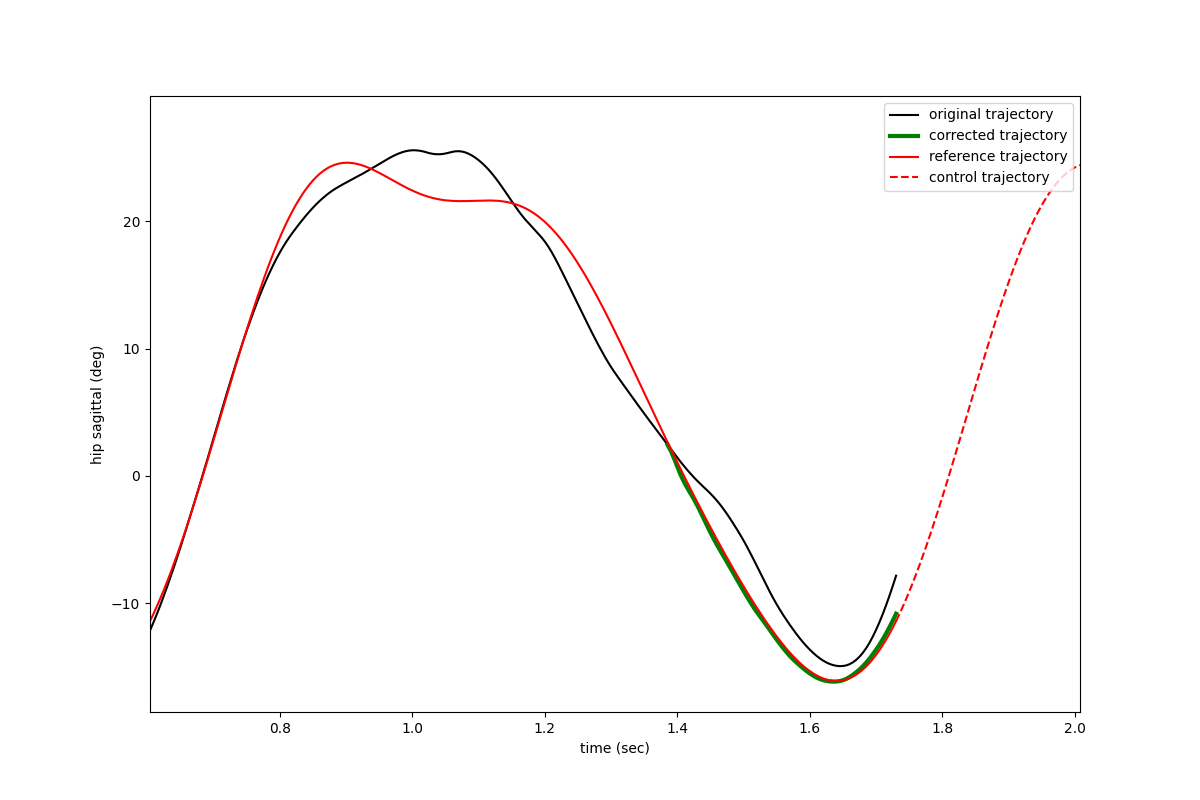 original trajectory
corrected trajectory
reference trajectory
control trajectory
20
10
0
−10
hip sagittal (deg)
0.8 1.0 1.2 1.4 1.6 1.8 2.0
time (sec)